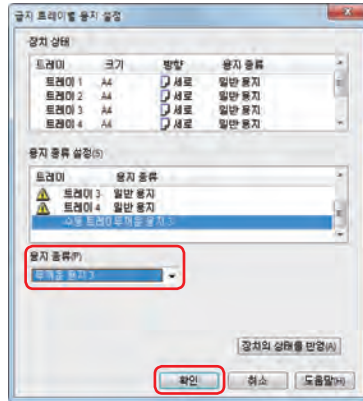 급지 트레이별 용지 설정
장치 상태
트레이 크기 방향 용지 종류
트레이 1 A4 세로 일반 용지
트레이 2 A4 세로 일반 용지
트레이 3 A4 세로 일반 용지
트레이 4 A4 세로 일반 용지
용지 종류 설정(S)
트레이 용지 종류
트레이 3 일반 용지
트레이 4 일반 용지
수동 트레이 두꺼운 용지 3
용지 종류(P)
두꺼운 용지 3
장치의 상태를 반영(A)
확인 취소 도움말(H)